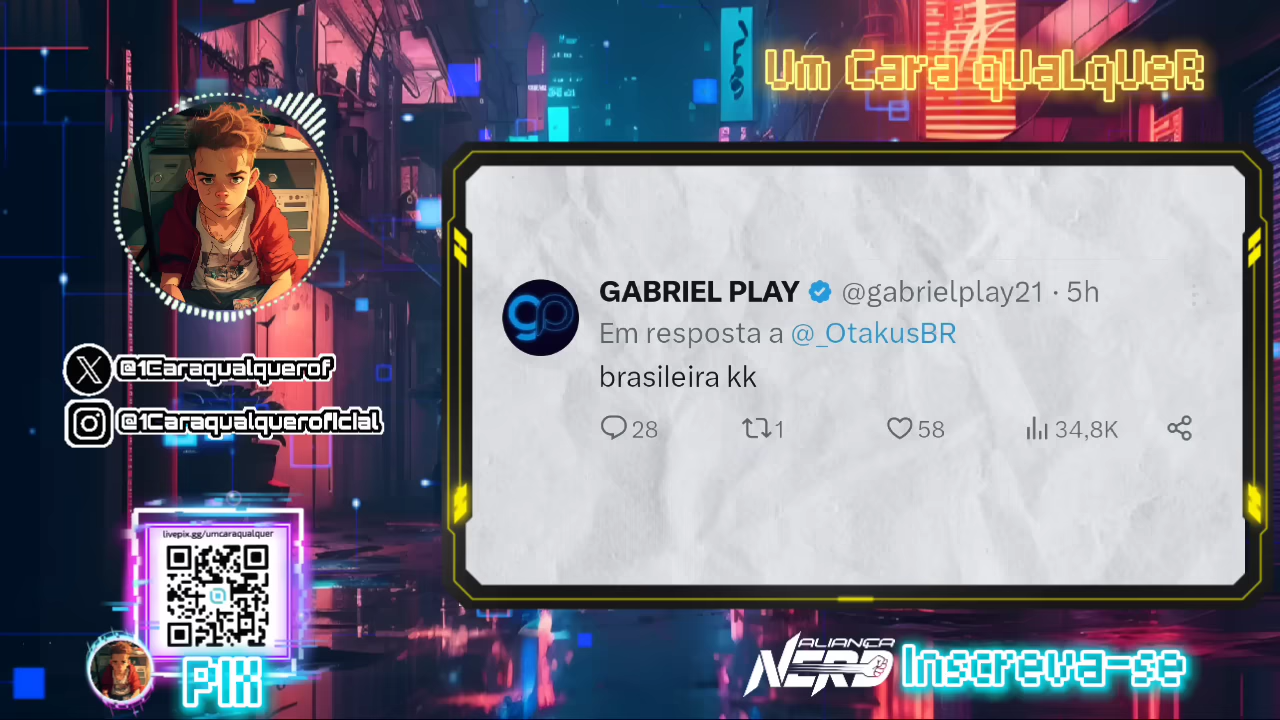 Um Cara qUaLqUeR
@1Caraqualquerof
@1Caraqualqueroficial
livepix.gg/umcaraqualquer
PIX
gp
GABRIEL PLAY @gabrielplay21 · 5h
Em resposta a @_OtakusBR
brasileira kk
28 1 58 34,8K
ALIANÇA
NERD
Inscreva-se